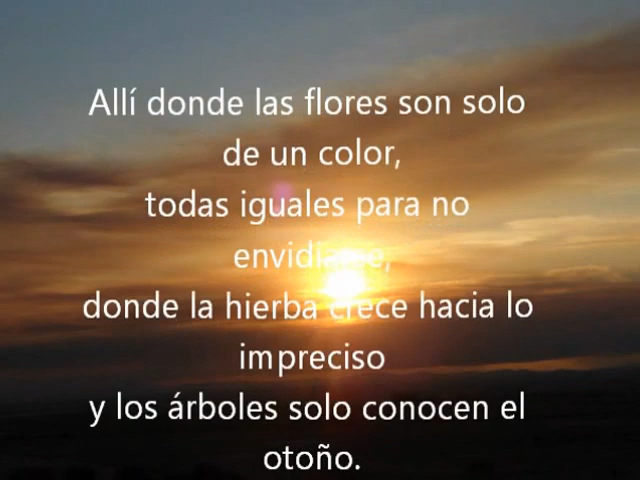 Allí donde las flores son solo
de un color,
todas iguales para no
envidiarse,
donde la hierba crece hacia lo
impreciso
y los árboles solo conocen el
otoño.